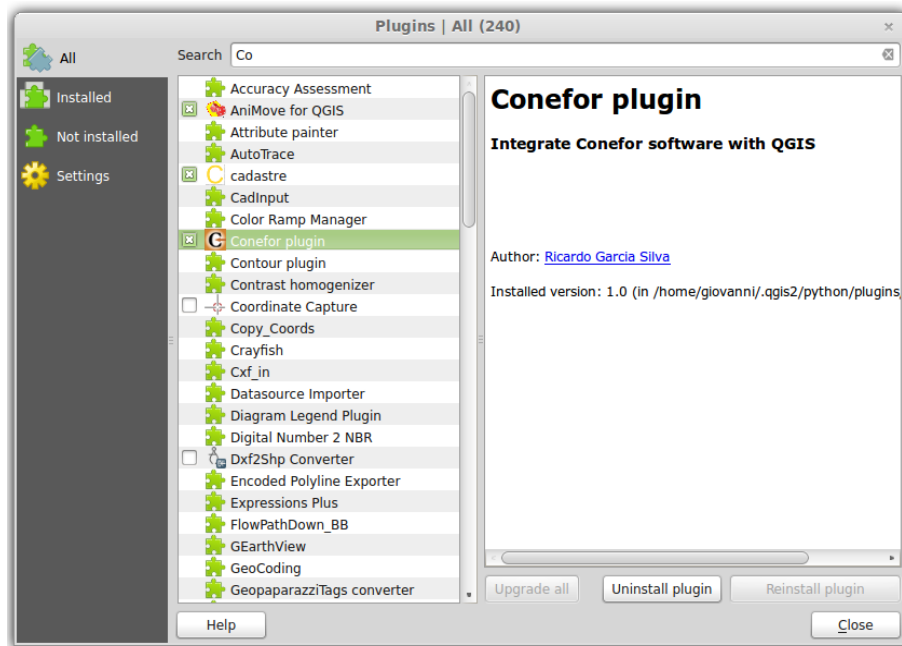 Plugins | All (240)
All
Installed
Not installed
Settings
Search Co
Accuracy Assessment
AniMove for QGIS
Attribute painter
AutoTrace
cadastre
CadInput
Color Ramp Manager
Conefor plugin
Contour plugin
Contrast homogenizer
Coordinate Capture
Copy_Coords
Crayfish
Cxf_in
Datasource Importer
Diagram Legend Plugin
Digital Number 2 NBR
Dxf2Shp Converter
Encoded Polyline Exporter
Expressions Plus
FlowPathDown_BB
GEarthView
GeoCoding
GeopaparazziTags converter
Conefor plugin
Integrate Conefor software with QGIS
Author: Ricardo Garcia Silva
Installed version: 1.0 (in /home/giovanni/.qgis2/python/plugins
Upgrade all
Uninstall plugin
Reinstall plugin
Help
Close